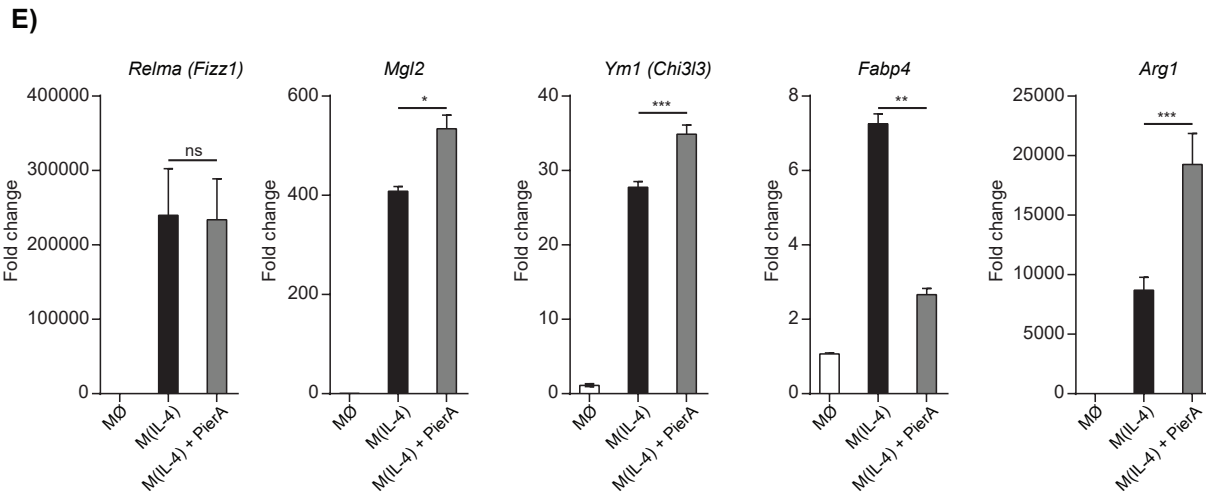 E)
Relma (Fizz1)
Fold change
400000
300000
200000
100000
0
ns
MØ
M(IL-4)
M(IL-4) + PierA
Mgl2
Fold change
600
400
200
0
*
MØ
M(IL-4)
M(IL-4) + PierA
Ym1 (Chi3l3)
Fold change
40
30
20
10
0
***
MØ
M(IL-4)
M(IL-4) + PierA
Fabp4
Fold change
8
6
4
2
0
**
MØ
M(IL-4)
M(IL-4) + PierA
Arg1
Fold change
25000
20000
15000
10000
5000
0
***
MØ
M(IL-4)
M(IL-4) + PierA